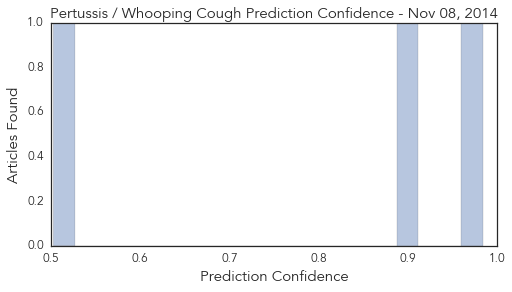 Pertussis / Whooping Cough Prediction Confidence - Nov 08, 2014
1.0
0.8
0.6
0.4
0.2
0.0
Articles Found
0.5 0.6 0.7 0.8 0.9 1.0
Prediction Confidence